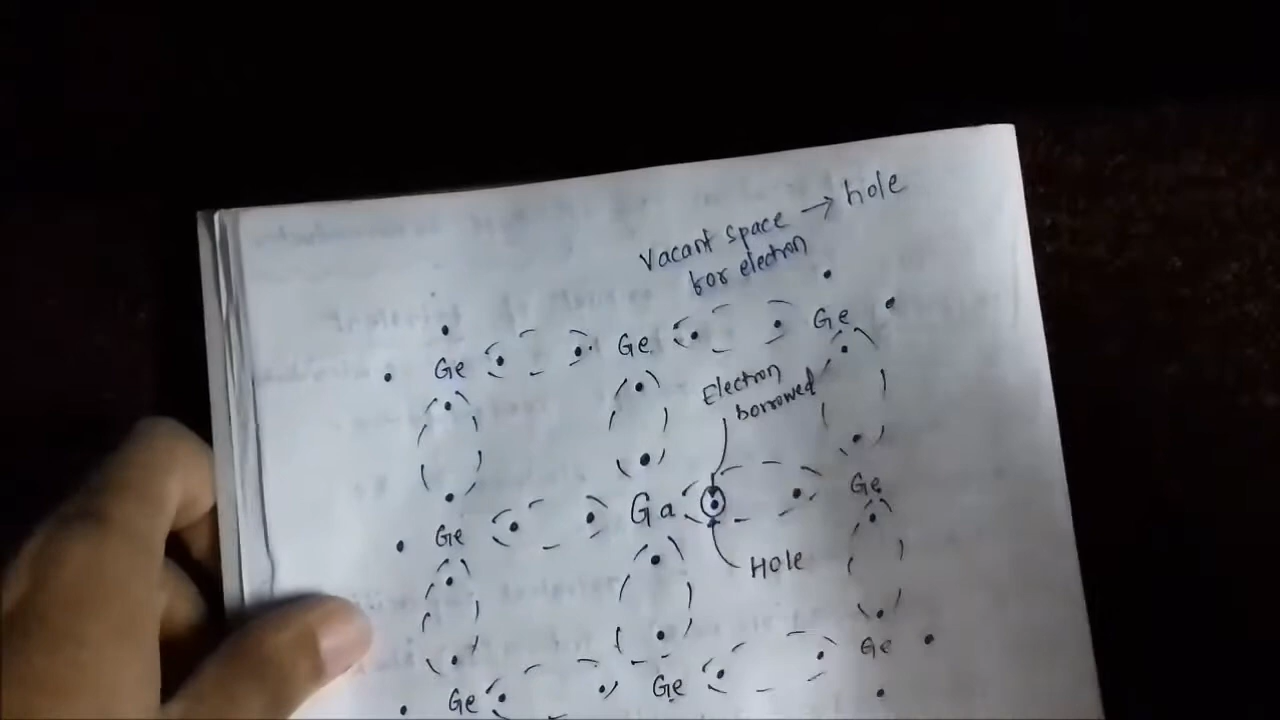 Vacant space → hole
for electron
Ge Ge Ge
Electron
borrowed
Ge Ga Ge
Hole
Ge Ge Ge